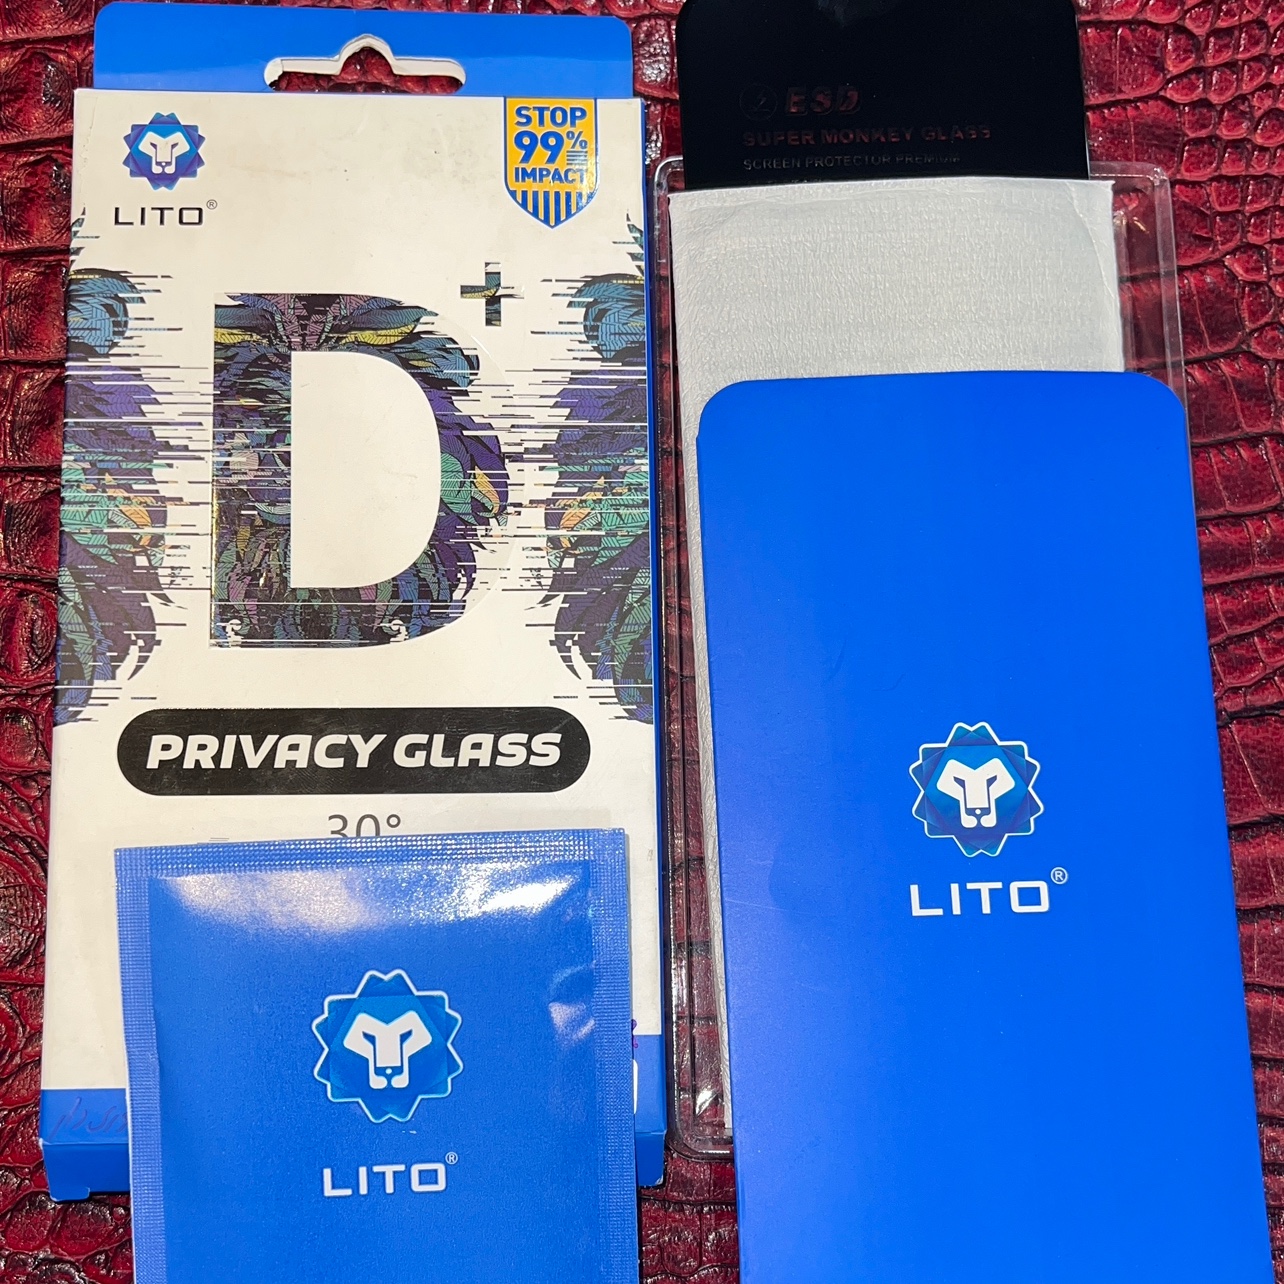 LITO®
STOP
99%
IMPACT
D+
PRIVACY GLASS
30°
LITO®
ESD
SUPER MONKEY GLASS
SCREEN PROTECTOR PREMIUM
LITO®